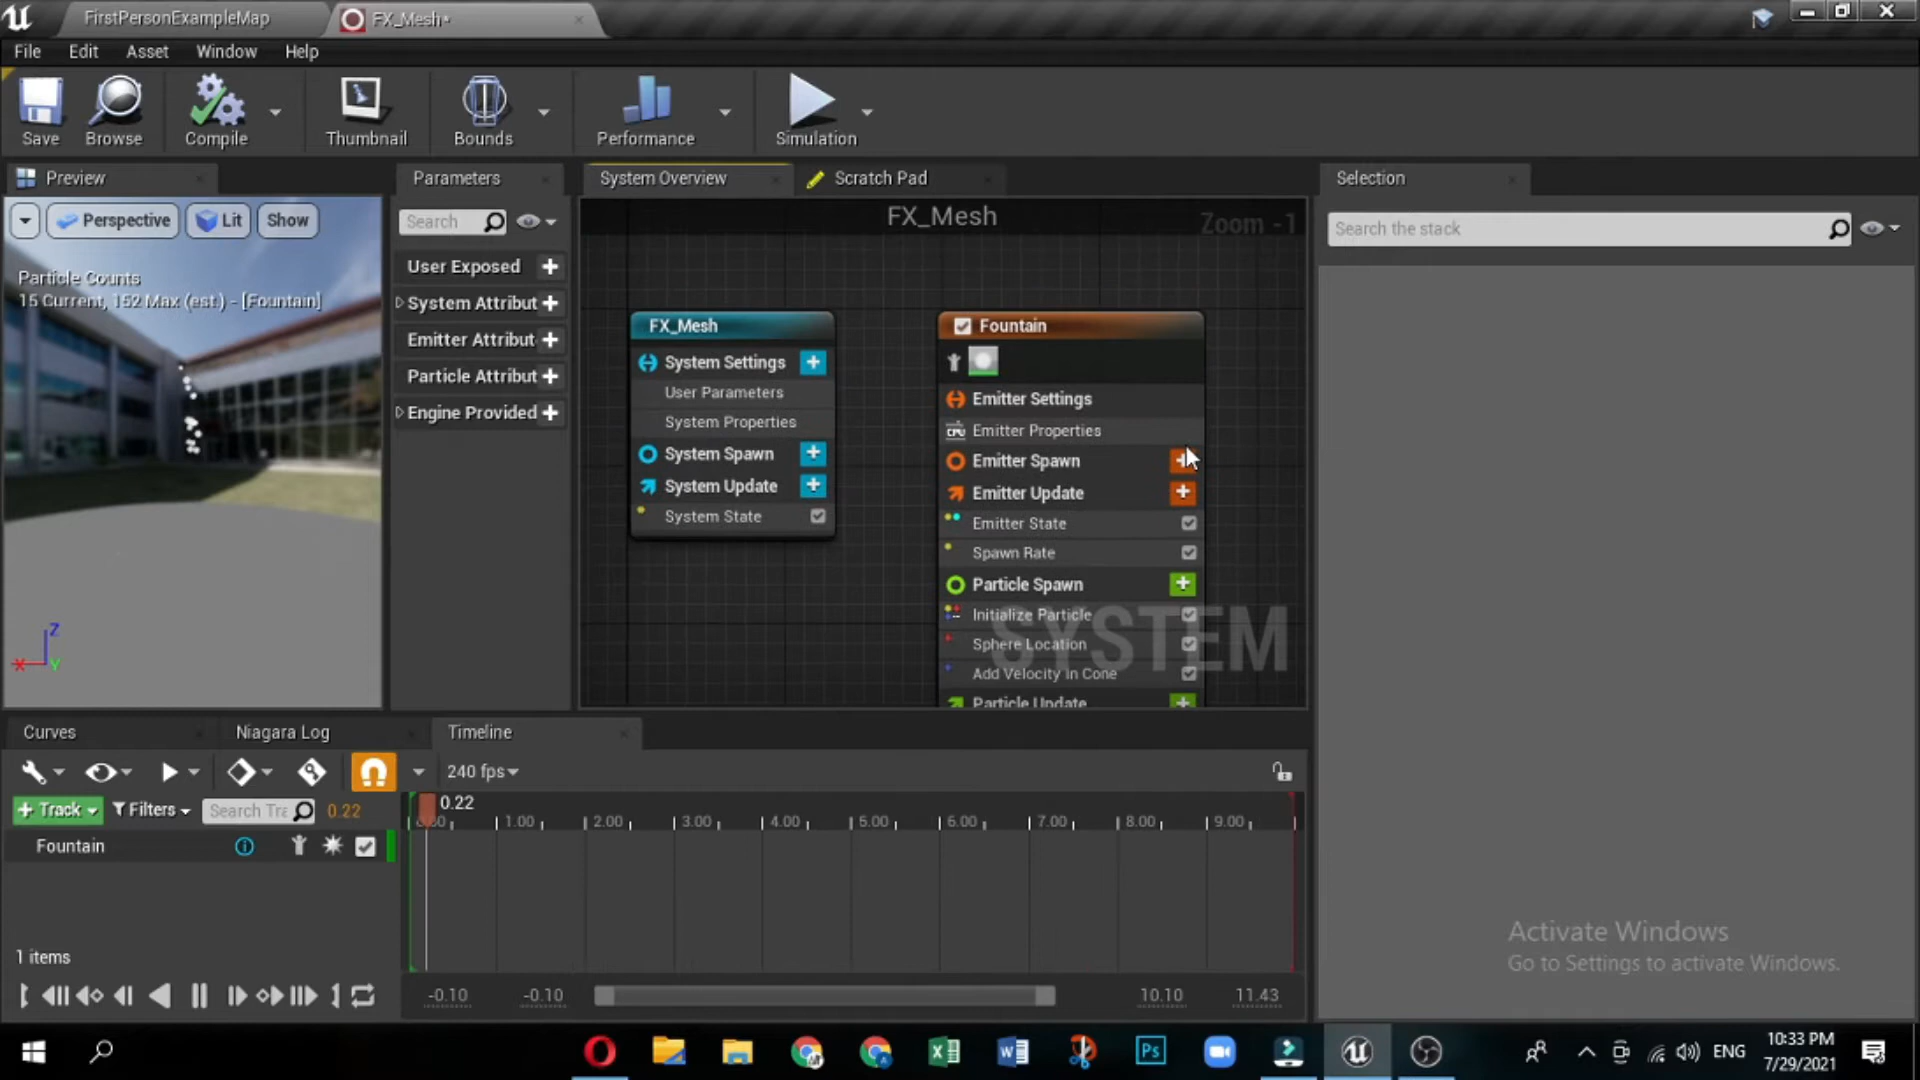 FirstPersonExampleMap
FX_Mesh*
File Edit Asset Window Help
Save Browse Compile Thumbnail Bounds Performance Simulation
Preview
Parameters
System Overview
Scratch Pad
Selection
Perspective Lit Show
Search
FX_Mesh
Zoom -1
Search the stack
Particle Counts
15 Current, 152 Max (est.) - [Fountain]
User Exposed
System Attribut
Emitter Attribut
Particle Attribut
Engine Provided
FX_Mesh
System Settings
User Parameters
System Properties
System Spawn
System Update
System State
Fountain
Emitter Settings
CPU Emitter Properties
Emitter Spawn
Emitter Update
Emitter State
Spawn Rate
Particle Spawn
Initialize Particle
Sphere Location
Add Velocity in Cone
Particle Update
SYSTEM
Z
X Y
Curves
Niagara Log
Timeline
240 fps
+ Track Filters Search Tra 0.22
0.22
1.00 2.00 3.00 4.00 5.00 6.00 7.00 8.00 9.00
Fountain
1 items
-0.10 -0.10 10.10 11.43
Activate Windows
Go to Settings to activate Windows.
Ps
ENG
10:33 PM
7/29/2021